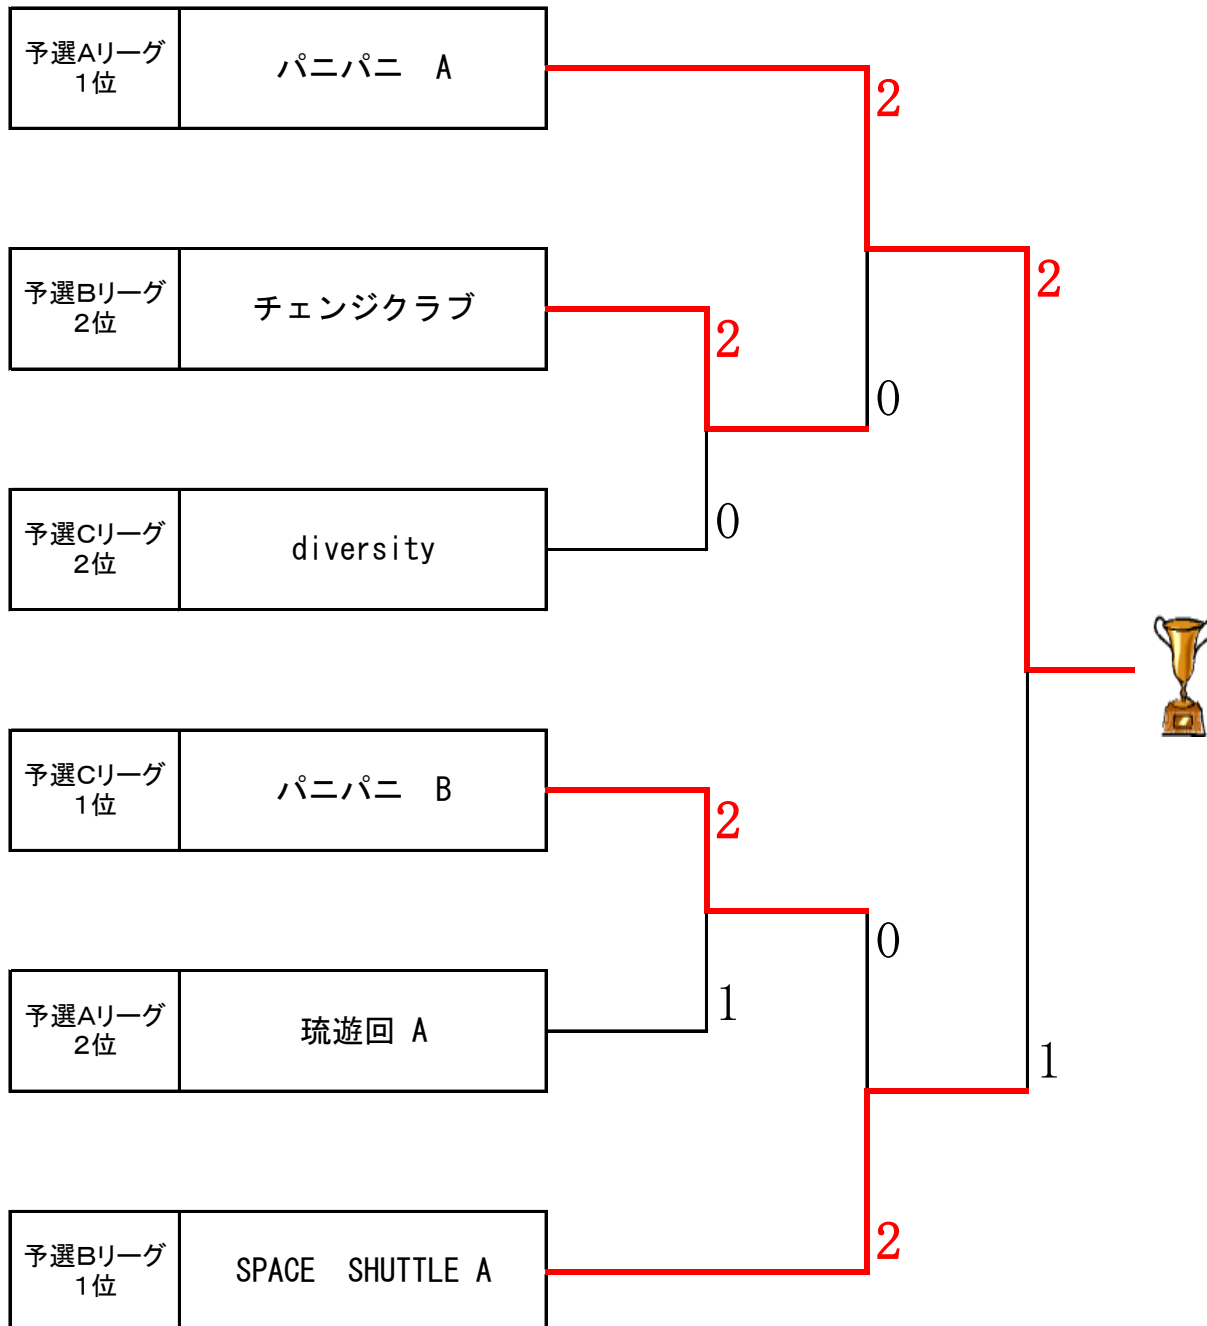 予選Aリーグ
1位
パニパニ　A
2
予選Bリーグ
2位
チェンジクラブ
2
2
0
予選Cリーグ
2位
diversity
0
予選Cリーグ
1位
パニパニ　B
2
0
予選Aリーグ
2位
琉遊回 A
1
1
予選Bリーグ
1位
SPACE　SHUTTLE A
2